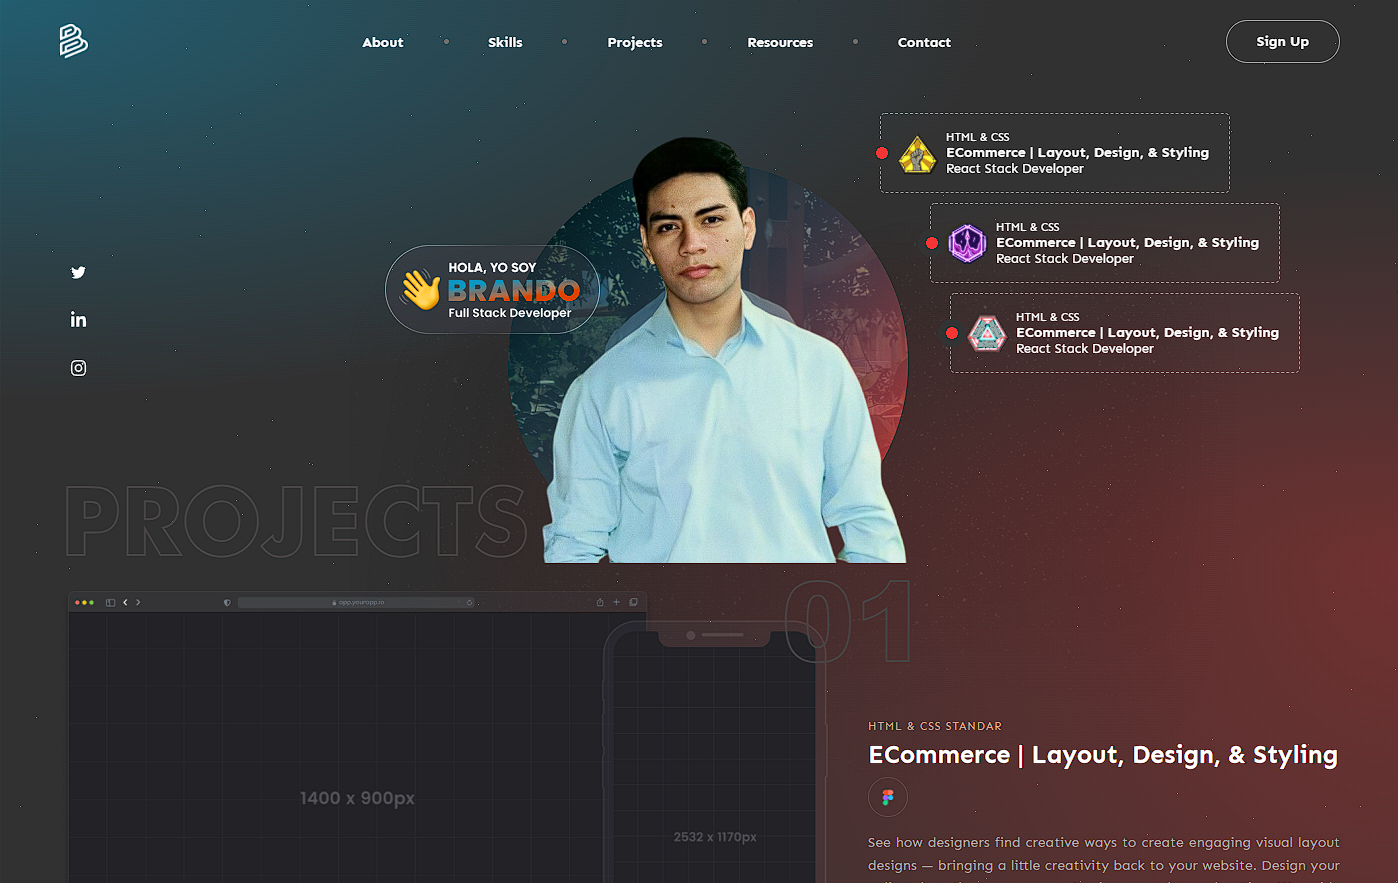 About
Skills
Projects
Resources
Contact
Sign Up
HTML & CSS
ECommerce | Layout, Design, & Styling
React Stack Developer
HTML & CSS
ECommerce | Layout, Design, & Styling
React Stack Developer
HTML & CSS
ECommerce | Layout, Design, & Styling
React Stack Developer
HOLA, YO SOY
BRANDO
Full Stack Developer
PROJECTS
01
app.yourapp.io
1400 x 900px
2532 x 1170px
HTML & CSS STANDAR
ECommerce | Layout, Design, & Styling
See how designers find creative ways to create engaging visual layout
designs — bringing a little creativity back to your website. Design your